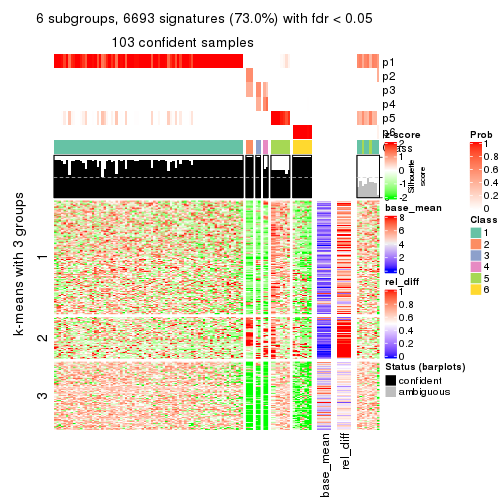 6 subgroups, 6693 signatures (73.0%) with fdr < 0.05
103 confident samples
p1
p2
p3
p4
p5
p6
z-score
2
-2
Class
Silhouette
score
Prob
1
0.8
0.6
0.4
0.2
0
Class
1
2
3
4
5
6
base_mean
8
6
4
2
0
rel_diff
1
0.8
0.6
0.4
0.2
0
Status (barplots)
confident
ambiguous
k-means with 3 groups
1
2
3
base_mean
rel_diff